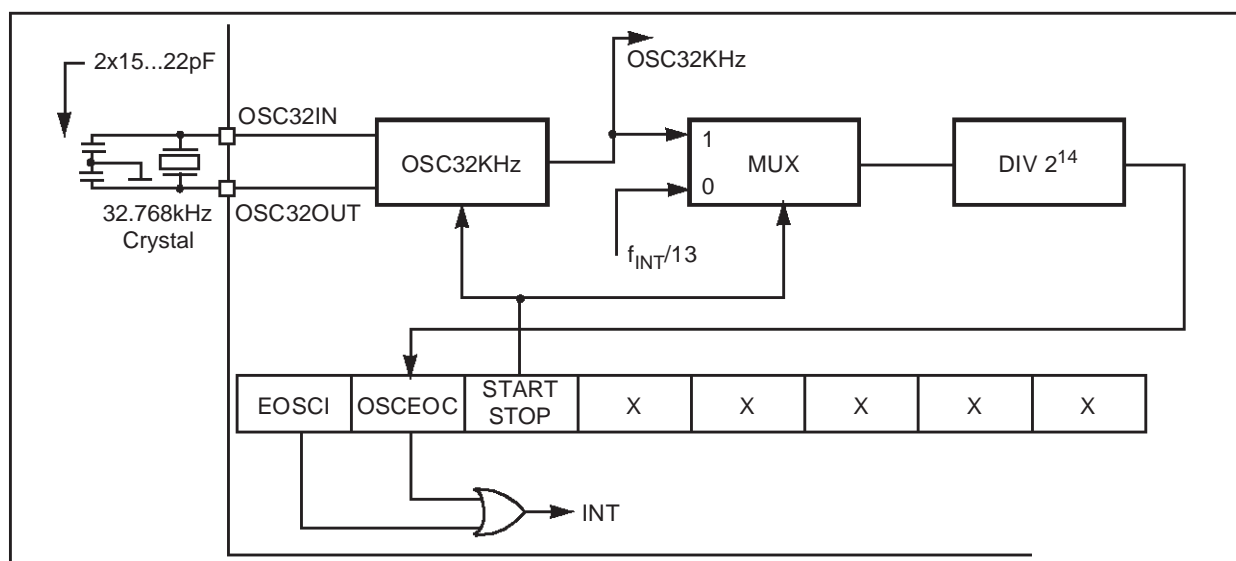 2x15...22pF
OSC32KHz
OSC32IN
OSC32KHz
1
MUX
0
DIV 2¹⁴
32.768kHz
Crystal
OSC32OUT
fINT/13
EOSCI
OSCEOC
START
STOP
X
X
X
X
X
INT